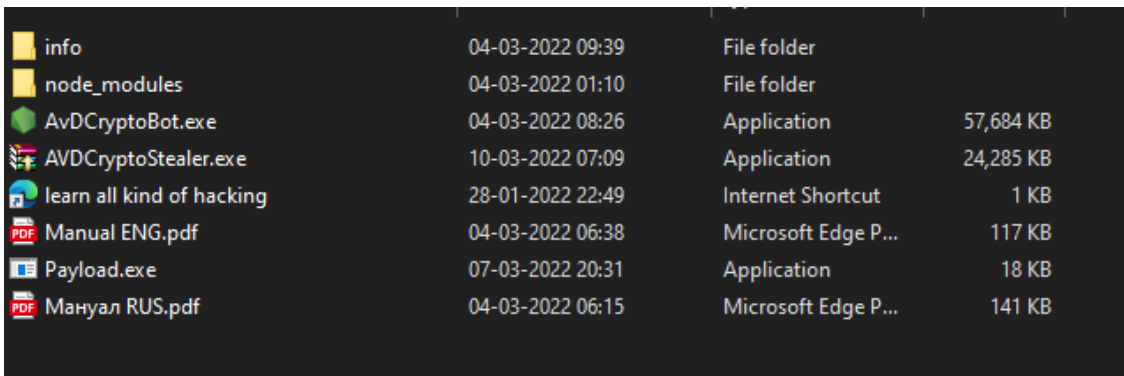 info 04-03-2022 09:39 File folder
node_modules 04-03-2022 01:10 File folder
AvDCryptoBot.exe 04-03-2022 08:26 Application 57,684 KB
AVDCryptoStealer.exe 10-03-2022 07:09 Application 24,285 KB
learn all kind of hacking 28-01-2022 22:49 Internet Shortcut 1 KB
PDF Manual ENG.pdf 04-03-2022 06:38 Microsoft Edge P... 117 KB
Payload.exe 07-03-2022 20:31 Application 18 KB
PDF Мануал RUS.pdf 04-03-2022 06:15 Microsoft Edge P... 141 KB